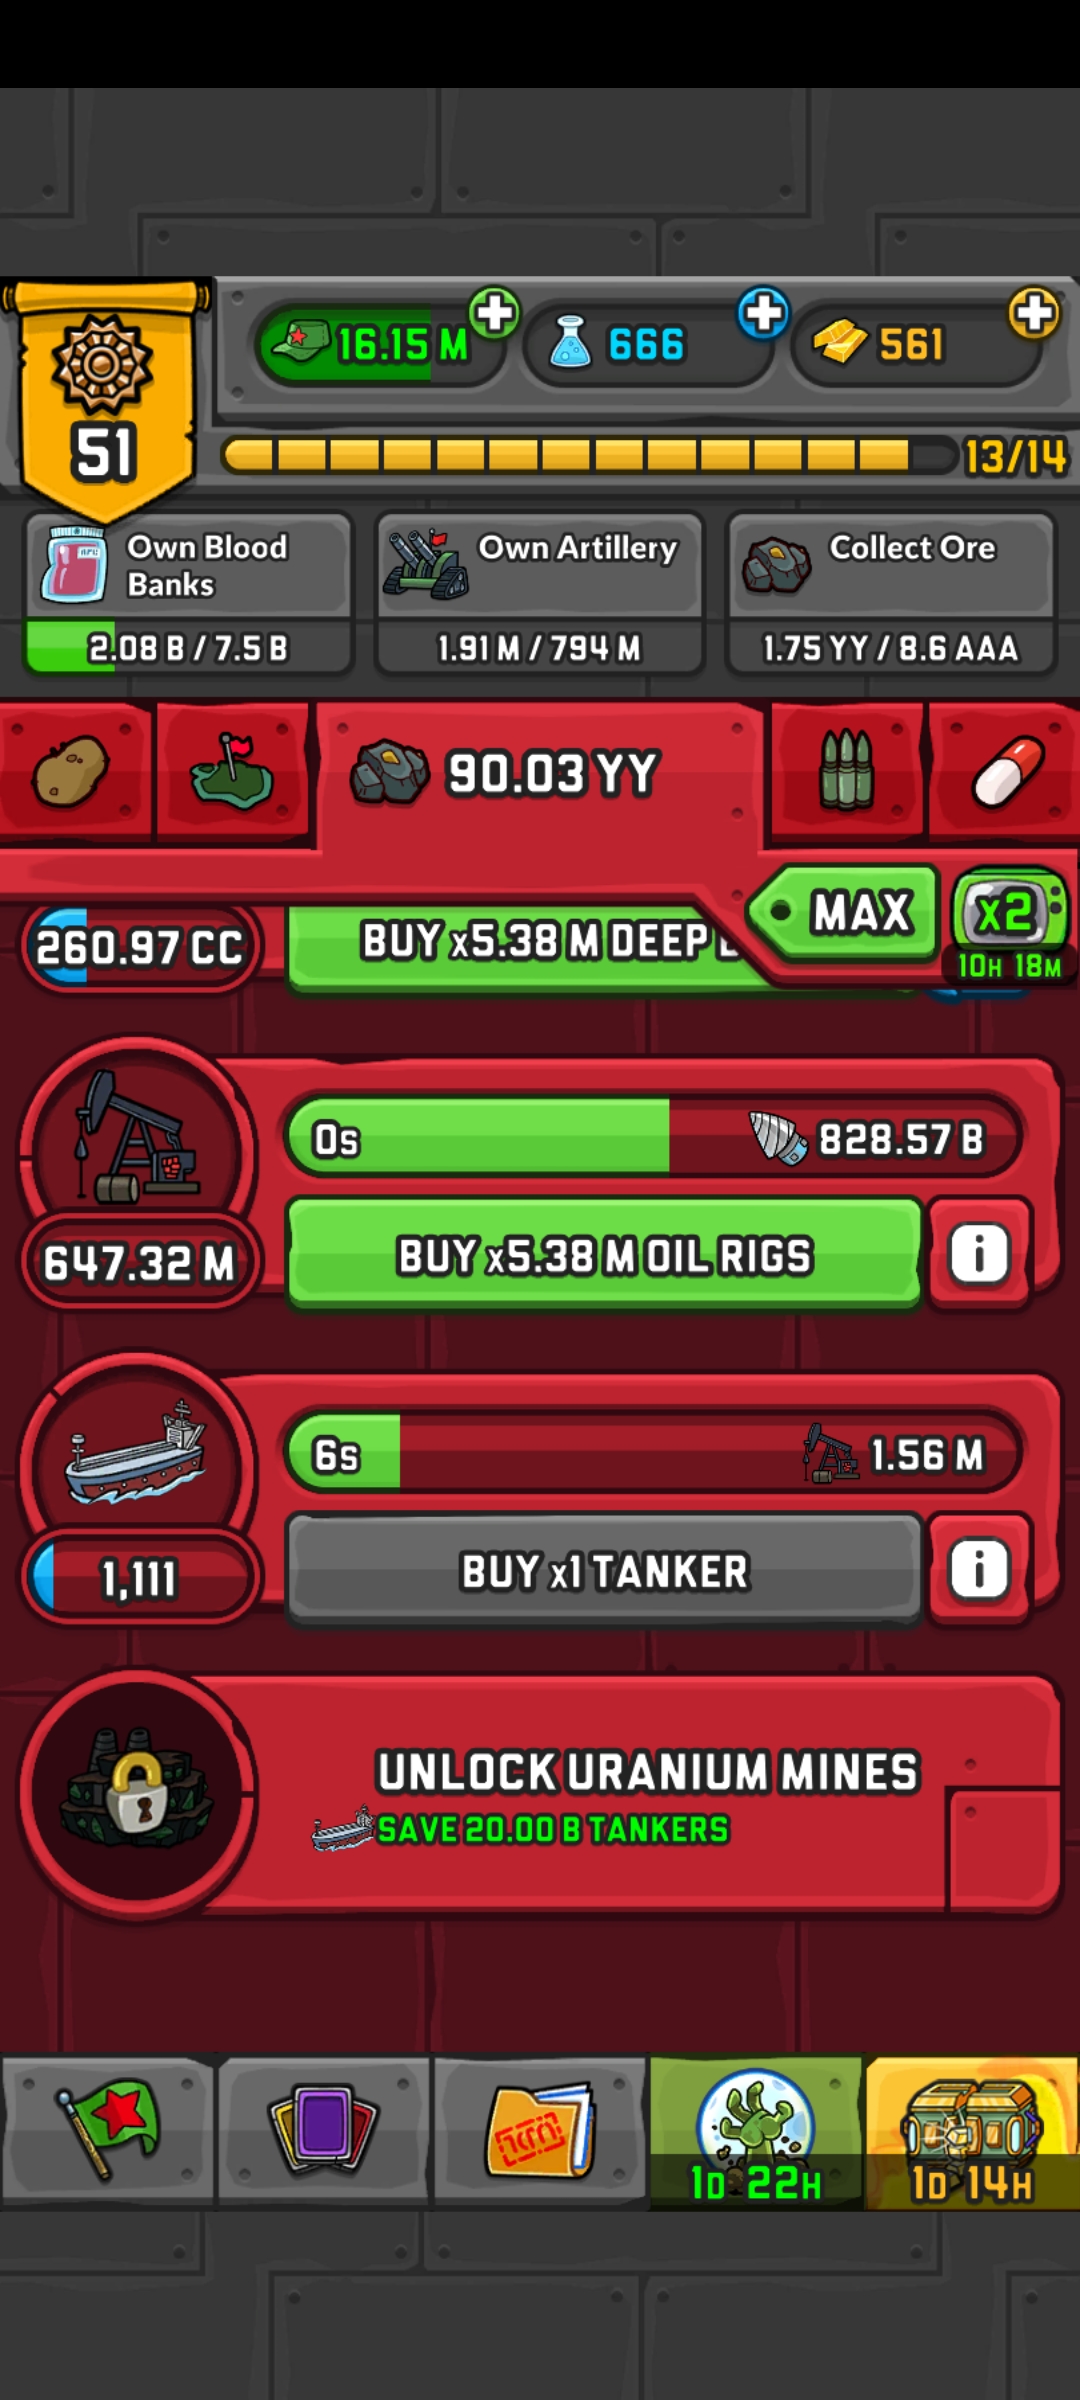 16.15 M
666
561
51
13/14
Own Blood
Banks
2.08 B / 7.5 B
Own Artillery
1.91 M / 794 M
Collect Ore
1.75 YY / 8.6 AAA
90.03 YY
MAX
x2
10H 18M
260.97 CC
BUY x5.38 M DEEP
0s
828.57 B
647.32 M
BUY x5.38 M OIL RIGS
i
6s
1.56 M
1,111
BUY x1 TANKER
i
UNLOCK URANIUM MINES
SAVE 20.00 B TANKERS
1D 22H
1D 14H